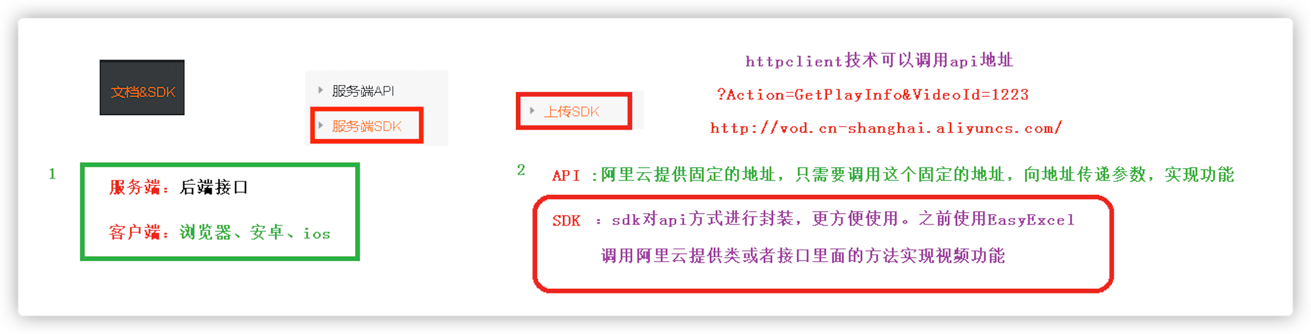 文档&SDK
服务端API
服务端SDK
上传SDK
httpclient技术可以调用api地址
?Action=GetPlayInfo&VideoId=1223
http://vod.cn-shanghai.aliyuncs.com/
1
服务端：后端接口
客户端：浏览器、安卓、ios
2
API :阿里云提供固定的地址，只需要调用这个固定的地址，向地址传递参数，实现功能
SDK ：sdk对api方式进行封装，更方便使用。之前使用EasyExcel
调用阿里云提供类或者接口里面的方法实现视频功能